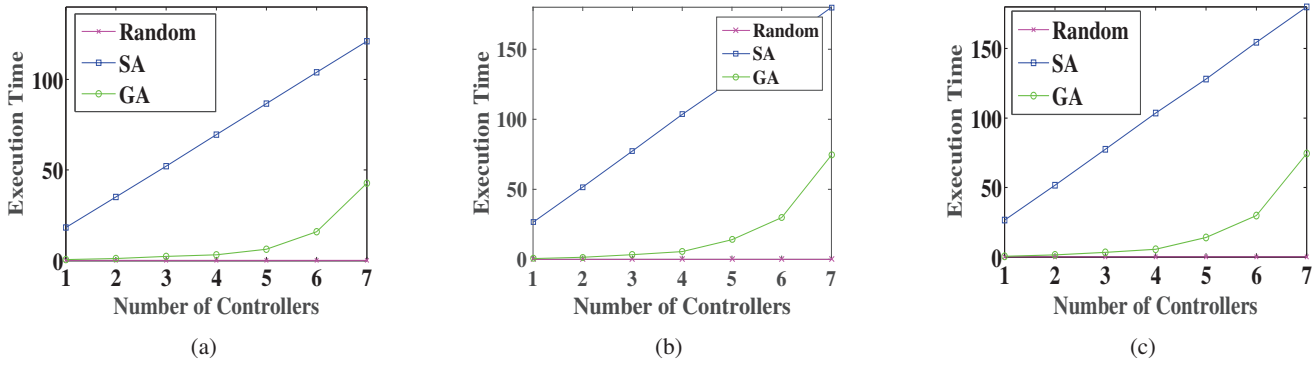 Execution Time
100
50
0
Random
SA
GA
1 2 3 4 5 6 7
Number of Controllers
(a)
Execution Time
150
100
50
0
Random
SA
GA
1 2 3 4 5 6 7
Number of Controllers
(b)
Execution Time
150
100
50
0
Random
SA
GA
1 2 3 4 5 6 7
Number of Controllers
(c)